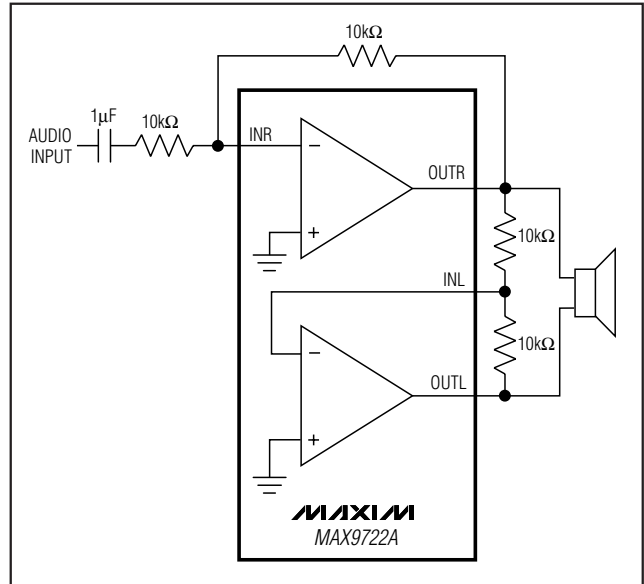 10kΩ
1μF
10kΩ
AUDIO
INPUT
INR
−
+
OUTR
10kΩ
INL
10kΩ
−
+
OUTL
MAXIM
MAX9722A